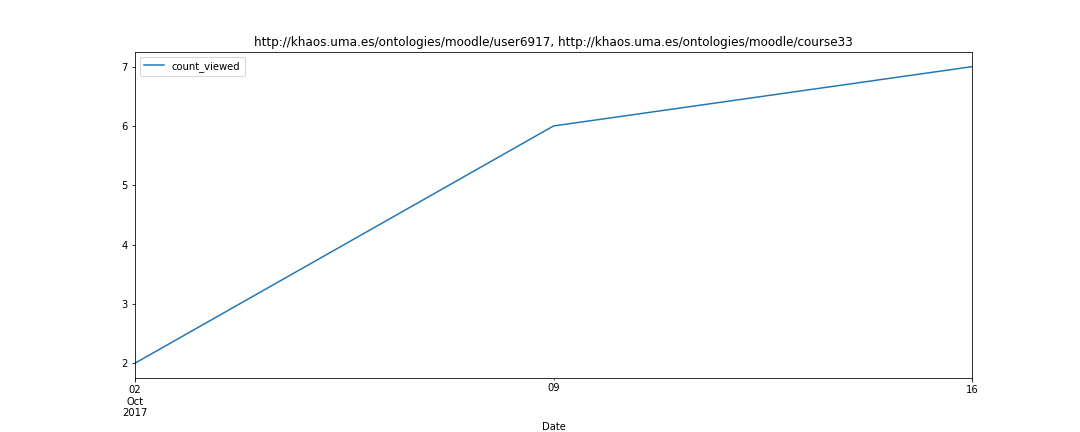 http://khaos.uma.es/ontologies/moodle/user6917, http://khaos.uma.es/ontologies/moodle/course33
count_viewed
7
6
5
4
3
2
02
Oct
2017
09
16
Date